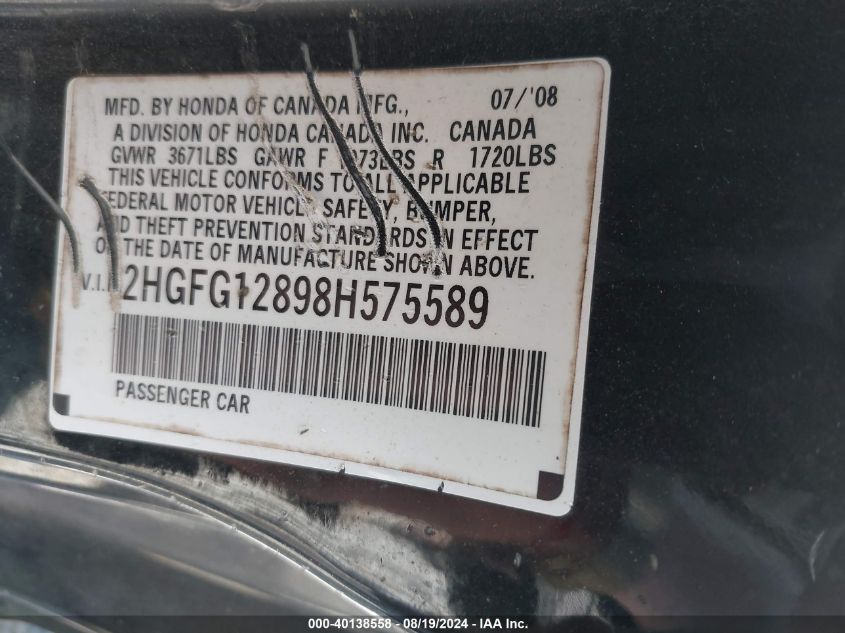 MFD. BY HONDA OF CANADA MFG., 07/'08
A DIVISION OF HONDA CANADA INC. CANADA
GVWR 3671LBS GAWR F R 1720LBS
THIS VEHICLE CONFORMS TO ALL APPLICABLE
FEDERAL MOTOR VEHICLE SAFETY, BUMPER,
AND THEFT PREVENTION STANDARDS IN EFFECT
ON THE DATE OF MANUFACTURE SHOWN ABOVE.
V.I.N 2HGFG12898H575589
PASSENGER CAR
000-40138558 - 08/19/2024 - IAA Inc.